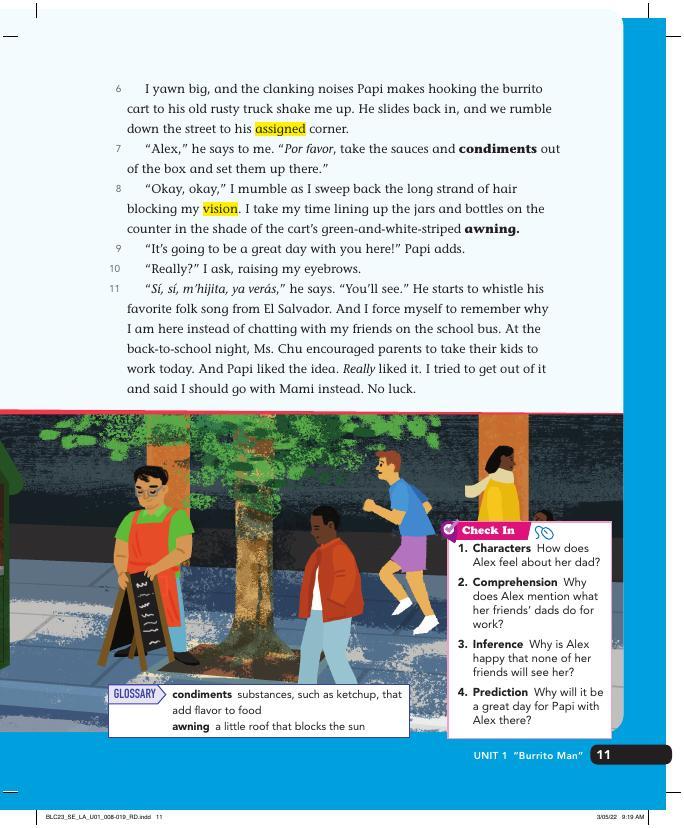 6 I yawn big, and the clanking noises Papi makes hooking the burrito
cart to his old rusty truck shake me up. He slides back in, and we rumble
down the street to his assigned corner.
7 “Alex,” he says to me. “Por favor, take the sauces and condiments out
of the box and set them up there.”
8 “Okay, okay,” I mumble as I sweep back the long strand of hair
blocking my vision. I take my time lining up the jars and bottles on the
counter in the shade of the cart’s green-and-white-striped awning.
9 “It’s going to be a great day with you here!” Papi adds.
10 “Really?” I ask, raising my eyebrows.
11 “Sí, sí, m’hijita, ya verás,” he says. “You’ll see.” He starts to whistle his
favorite folk song from El Salvador. And I force myself to remember why
I am here instead of chatting with my friends on the school bus. At the
back-to-school night, Ms. Chu encouraged parents to take their kids to
work today. And Papi liked the idea. Really liked it. I tried to get out of it
and said I should go with Mami instead. No luck.
Check In
1. Characters How does
Alex feel about her dad?
2. Comprehension Why
does Alex mention what
her friends’ dads do for
work?
3. Inference Why is Alex
happy that none of her
friends will see her?
4. Prediction Why will it be
a great day for Papi with
Alex there?
GLOSSARY condiments substances, such as ketchup, that
add flavor to food
awning a little roof that blocks the sun
UNIT 1 “Burrito Man” 11
BLC23_SE_LA_U01_008-019_RD.indd 11
3/05/22 9:19 AM